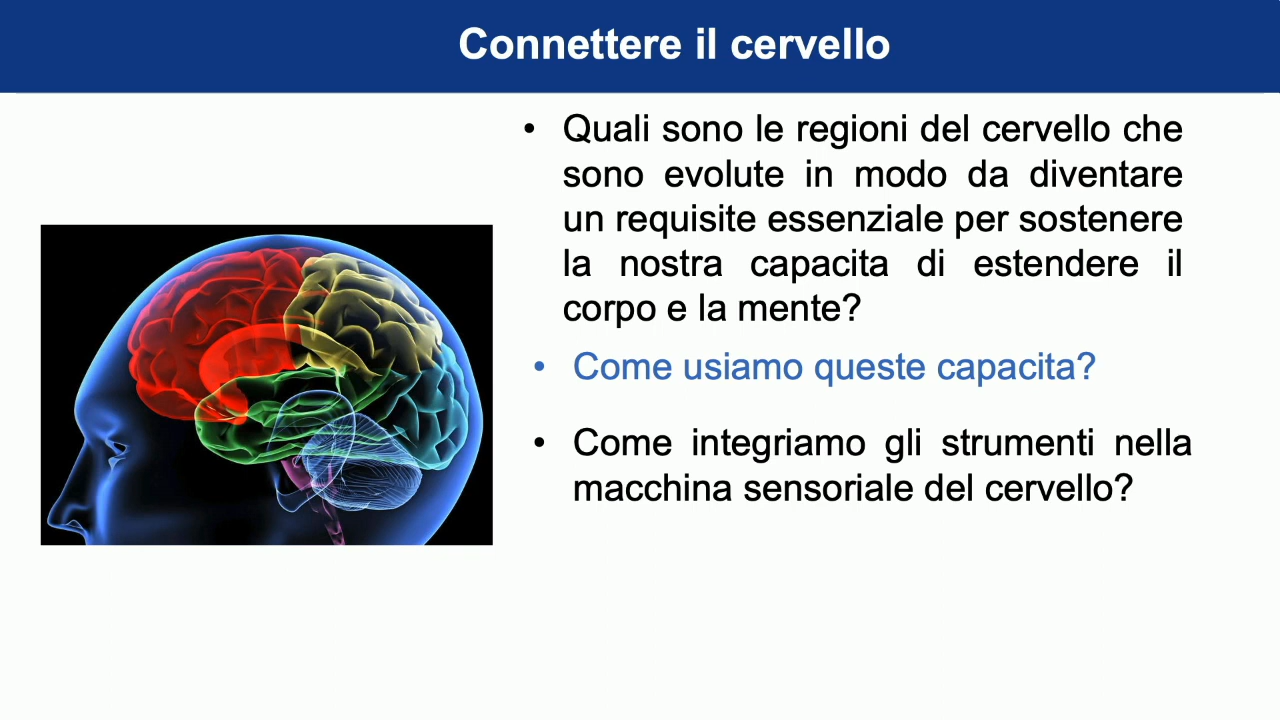 Connettere il cervello
• Quali sono le regioni del cervello che
sono evolute in modo da diventare
un requisite essenziale per sostenere
la nostra capacita di estendere il
corpo e la mente?
• Come usiamo queste capacita?
• Come integriamo gli strumenti nella
macchina sensoriale del cervello?